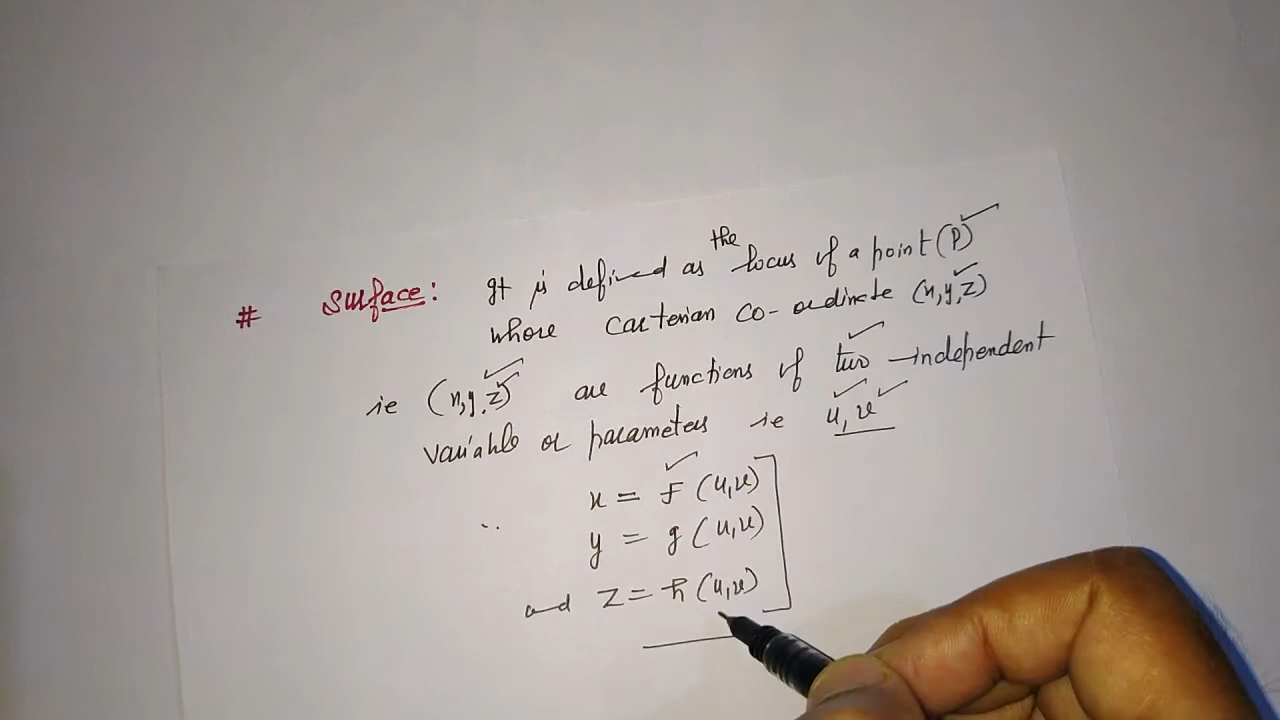 # Surface: It is defined as the locus of a point (P)
whose cartesian co-ordinate (x,y,z)
ie (x,y,z) are functions of two independent
variable or parameters ie u,v
x = f (u,v)
y = g (u,v)
and z = h (u,v)